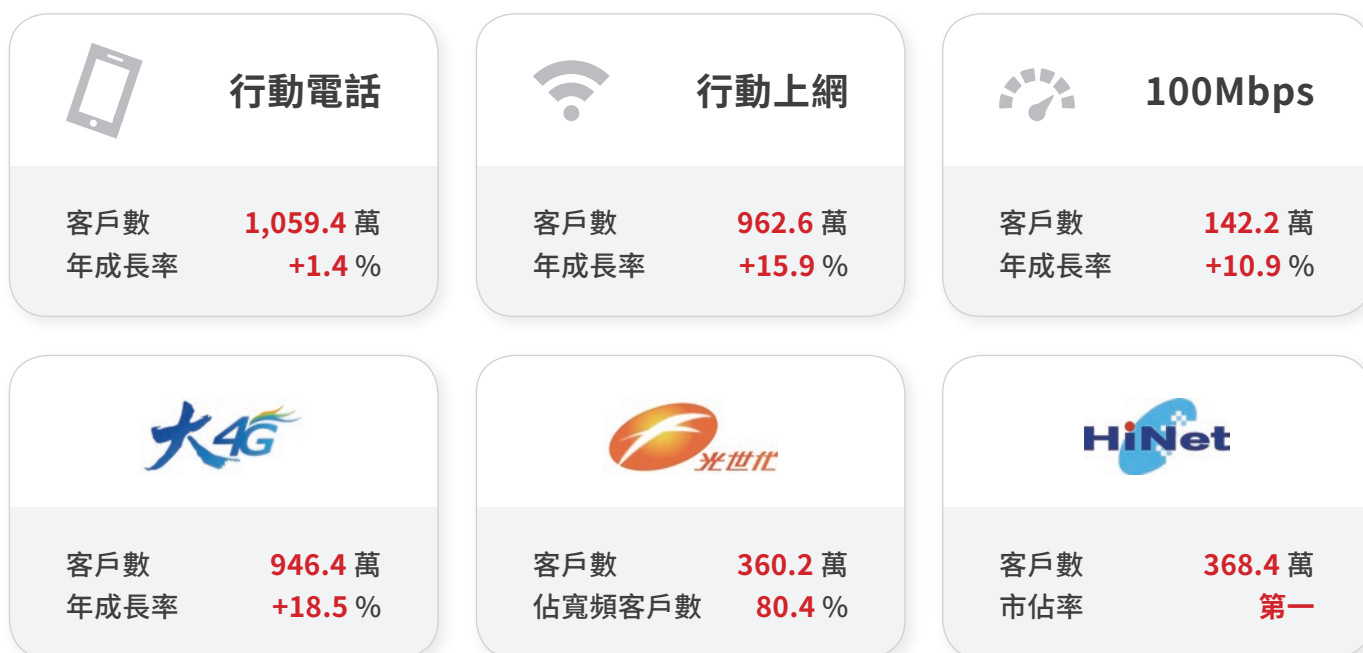 行動電話
客戶數 1,059.4 萬
年成長率 +1.4 %
行動上網
客戶數 962.6 萬
年成長率 +15.9 %
100Mbps
客戶數 142.2 萬
年成長率 +10.9 %
大4G
客戶數 946.4 萬
年成長率 +18.5 %
光世代
客戶數 360.2 萬
佔寬頻客戶數 80.4 %
HiNet
客戶數 368.4 萬
市佔率 第一